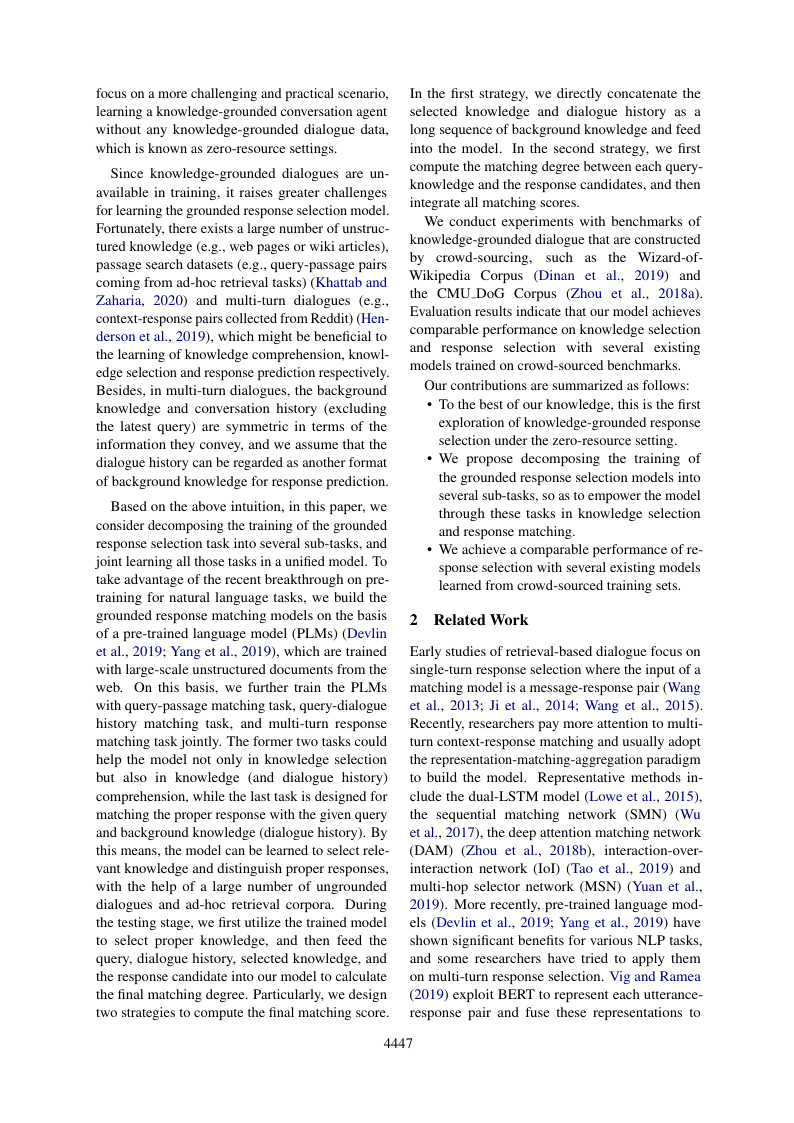 focus on a more challenging and practical scenario,
learning a knowledge-grounded conversation agent
without any knowledge-grounded dialogue data,
which is known as zero-resource settings.
Since knowledge-grounded dialogues are un-
available in training, it raises greater challenges
for learning the grounded response selection model.
Fortunately, there exists a large number of unstruc-
tured knowledge (e.g., web pages or wiki articles),
passage search datasets (e.g., query-passage pairs
coming from ad-hoc retrieval tasks) (Khattab and
Zaharia, 2020) and multi-turn dialogues (e.g.,
context-response pairs collected from Reddit) (Hen-
derson et al., 2019), which might be beneficial to
the learning of knowledge comprehension, knowl-
edge selection and response prediction respectively.
Besides, in multi-turn dialogues, the background
knowledge and conversation history (excluding
the latest query) are symmetric in terms of the
information they convey, and we assume that the
dialogue history can be regarded as another format
of background knowledge for response prediction.
Based on the above intuition, in this paper, we
consider decomposing the training of the grounded
response selection task into several sub-tasks, and
joint learning all those tasks in a unified model. To
take advantage of the recent breakthrough on pre-
training for natural language tasks, we build the
grounded response matching models on the basis
of a pre-trained language model (PLMs) (Devlin
et al., 2019; Yang et al., 2019), which are trained
with large-scale unstructured documents from the
web. On this basis, we further train the PLMs
with query-passage matching task, query-dialogue
history matching task, and multi-turn response
matching task jointly. The former two tasks could
help the model not only in knowledge selection
but also in knowledge (and dialogue history)
comprehension, while the last task is designed for
matching the proper response with the given query
and background knowledge (dialogue history). By
this means, the model can be learned to select rele-
vant knowledge and distinguish proper responses,
with the help of a large number of ungrounded
dialogues and ad-hoc retrieval corpora. During
the testing stage, we first utilize the trained model
to select proper knowledge, and then feed the
query, dialogue history, selected knowledge, and
the response candidate into our model to calculate
the final matching degree. Particularly, we design
two strategies to compute the final matching score.
In the first strategy, we directly concatenate the
selected knowledge and dialogue history as a
long sequence of background knowledge and feed
into the model. In the second strategy, we first
compute the matching degree between each query-
knowledge and the response candidates, and then
integrate all matching scores.
We conduct experiments with benchmarks of
knowledge-grounded dialogue that are constructed
by crowd-sourcing, such as the Wizard-of-
Wikipedia Corpus (Dinan et al., 2019) and
the CMU_DoG Corpus (Zhou et al., 2018a).
Evaluation results indicate that our model achieves
comparable performance on knowledge selection
and response selection with several existing
models trained on crowd-sourced benchmarks.
Our contributions are summarized as follows:
• To the best of our knowledge, this is the first
exploration of knowledge-grounded response
selection under the zero-resource setting.
• We propose decomposing the training of
the grounded response selection models into
several sub-tasks, so as to empower the model
through these tasks in knowledge selection
and response matching.
• We achieve a comparable performance of re-
sponse selection with several existing models
learned from crowd-sourced training sets.
2 Related Work
Early studies of retrieval-based dialogue focus on
single-turn response selection where the input of a
matching model is a message-response pair (Wang
et al., 2013; Ji et al., 2014; Wang et al., 2015).
Recently, researchers pay more attention to multi-
turn context-response matching and usually adopt
the representation-matching-aggregation paradigm
to build the model. Representative methods in-
clude the dual-LSTM model (Lowe et al., 2015),
the sequential matching network (SMN) (Wu
et al., 2017), the deep attention matching network
(DAM) (Zhou et al., 2018b), interaction-over-
interaction network (IoI) (Tao et al., 2019) and
multi-hop selector network (MSN) (Yuan et al.,
2019). More recently, pre-trained language mod-
els (Devlin et al., 2019; Yang et al., 2019) have
shown significant benefits for various NLP tasks,
and some researchers have tried to apply them
on multi-turn response selection. Vig and Ramea
(2019) exploit BERT to represent each utterance-
response pair and fuse these representations to
4447